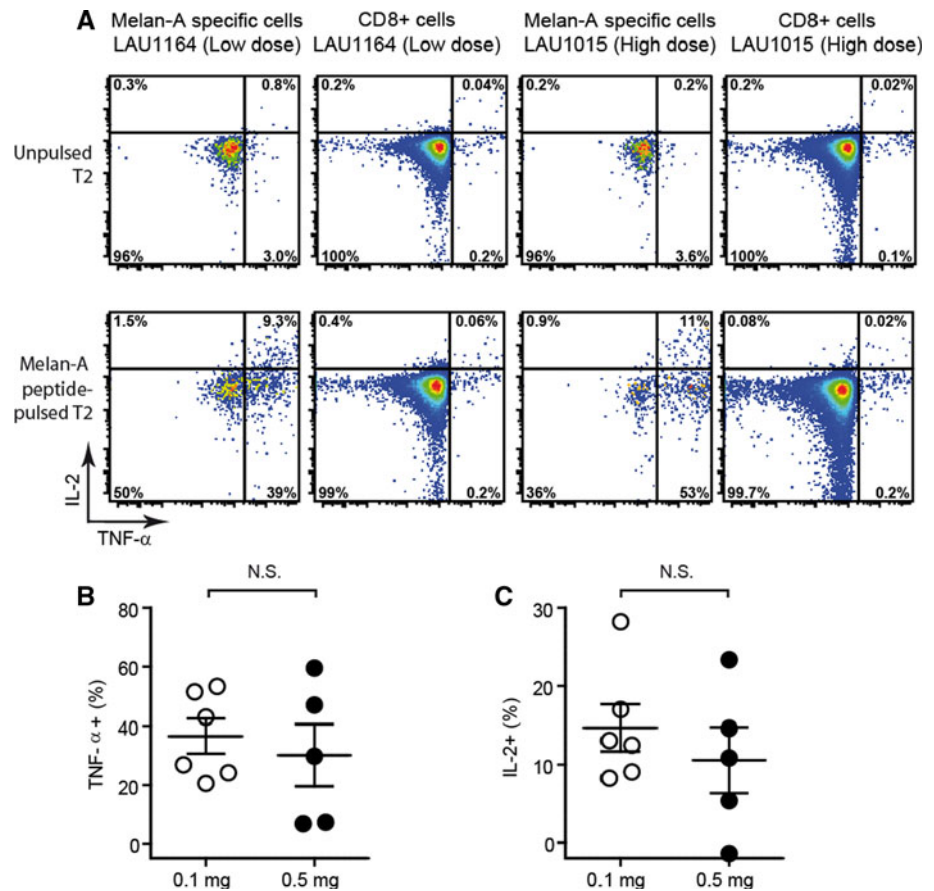 A
Melan-A specific cells
LAU1164 (Low dose)
CD8+ cells
LAU1164 (Low dose)
Melan-A specific cells
LAU1015 (High dose)
CD8+ cells
LAU1015 (High dose)
Unpulsed
T2
0.3% 0.8%
96% 3.0%
0.2% 0.04%
100% 0.2%
0.2% 0.2%
96% 3.6%
0.2% 0.02%
100% 0.1%
Melan-A
peptide-
pulsed T2
1.5% 9.3%
50% 39%
0.4% 0.06%
99% 0.2%
0.9% 11%
36% 53%
0.08% 0.02%
99.7% 0.2%
IL-2
TNF-α
B
N.S.
TNF- α + (%)
80
60
40
20
0
0.1 mg 0.5 mg
C
N.S.
IL-2+ (%)
30
20
10
0
0.1 mg 0.5 mg